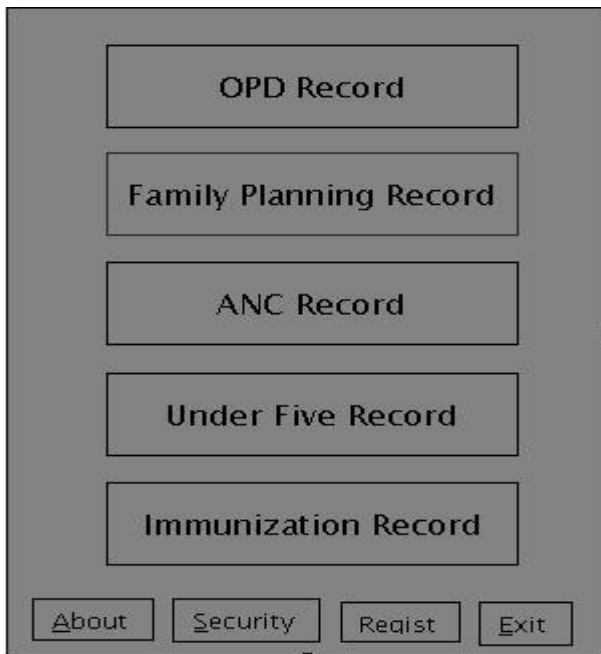 OPD Record
Family Planning Record
ANC Record
Under Five Record
Immunization Record
About Security Regist Exit